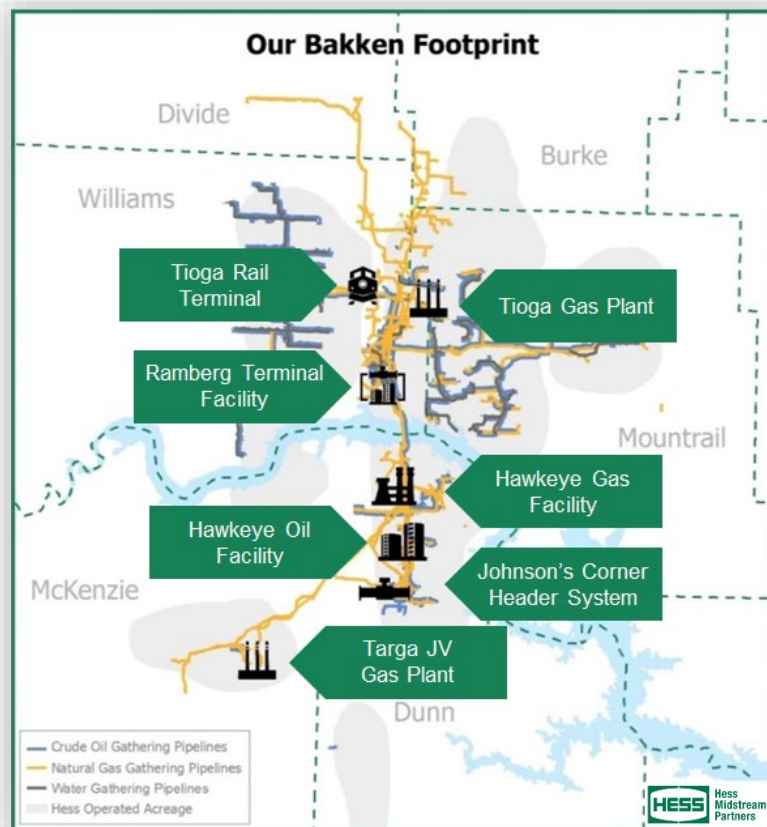 Our Bakken Footprint
Divide
Burke
Williams
Tioga Rail
Terminal
Tioga Gas Plant
Ramberg Terminal
Facility
Mountrail
Hawkeye Gas
Facility
Hawkeye Oil
Facility
McKenzie
Johnson's Corner
Header System
Targa JV
Gas Plant
Dunn
Crude Oil Gathering Pipelines
Natural Gas Gathering Pipelines
Water Gathering Pipelines
Hess Operated Acreage
HESS
Hess
Midstream
Partners